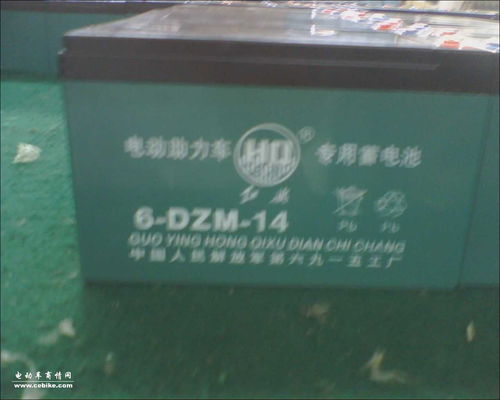 电动助力车 HQ® 专用蓄电池
6-DZM-14
Pb Pb
GUO YING HONG QIXU DIAN CHI CHANG
中国人民解放军第六九一五工厂
电动车商情网
www.cebike.com